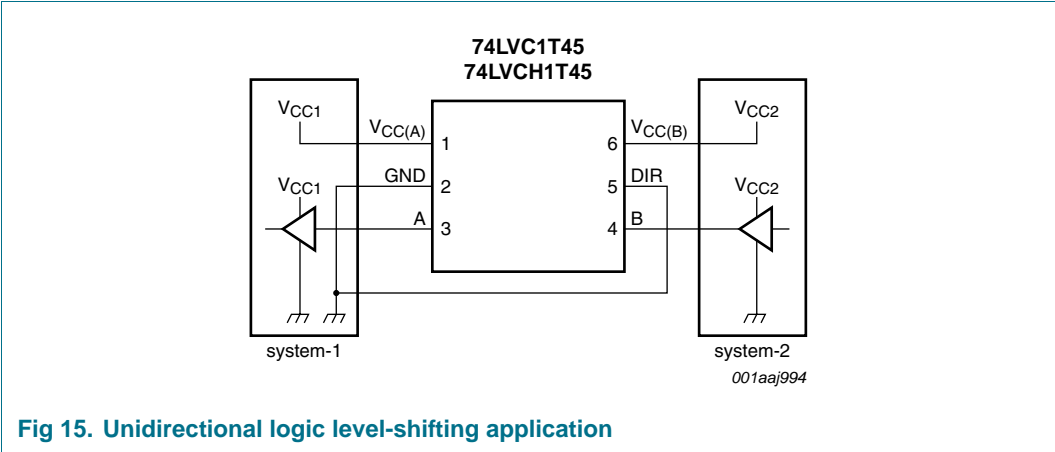 74LVC1T45
74LVCH1T45
VCC1
VCC(A)
1
VCC(B)
6
VCC2
GND
2
DIR
5
VCC1
VCC2
A
3
B
4
system-1
system-2
001aaj994
Fig 15. Unidirectional logic level-shifting application